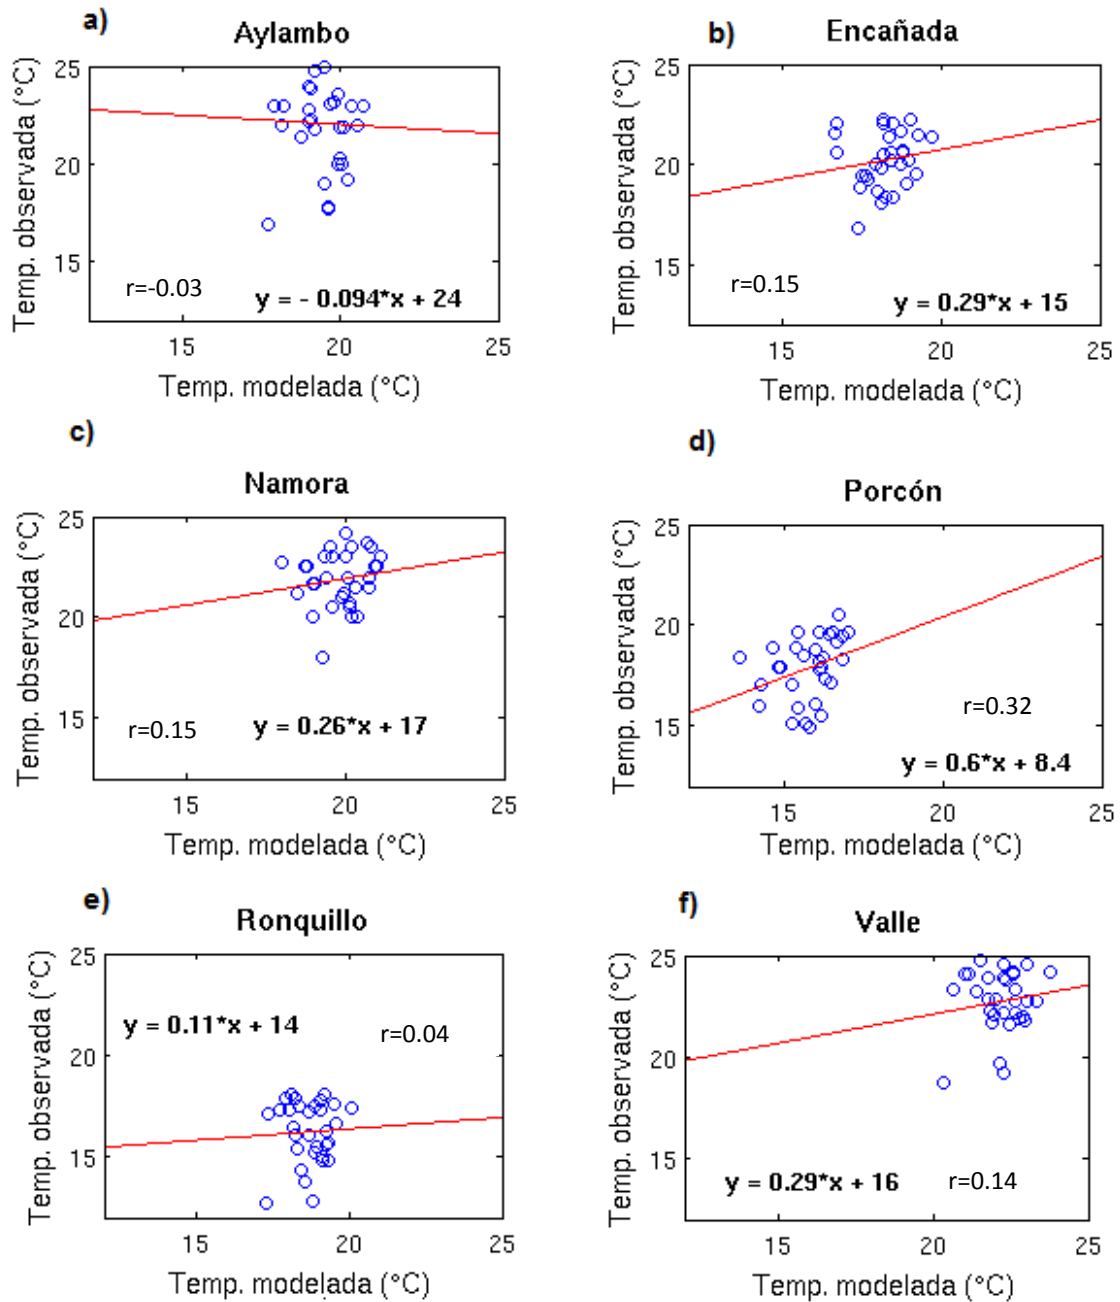 a)
Aylambo
Temp. observada (°C)
25
20
15
r=-0.03
y = - 0.094*x + 24
15
20
25
Temp. modelada (°C)
b)
Encañada
Temp. observada (°C)
25
20
15
r=0.15
y = 0.29*x + 15
15
20
25
Temp. modelada (°C)
c)
Namora
Temp. observada (°C)
25
20
15
r=0.15
y = 0.26*x + 17
15
20
25
Temp. modelada (°C)
d)
Porcón
Temp. observada (°C)
25
20
15
r=0.32
y = 0.6*x + 8.4
15
20
25
Temp. modelada (°C)
e)
Ronquillo
Temp. observada (°C)
25
20
15
y = 0.11*x + 14
r=0.04
15
20
25
Temp. modelada (°C)
f)
Valle
Temp. observada (°C)
25
20
15
y = 0.29*x + 16
r=0.14
15
20
25
Temp. modelada (°C)